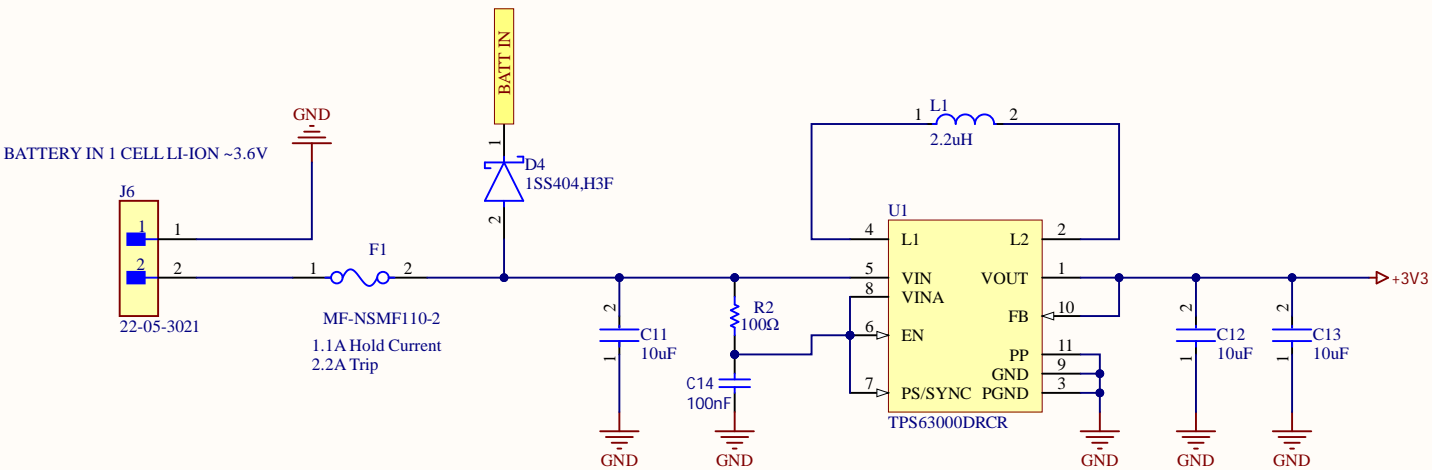 BATT IN
GND
BATTERY IN 1 CELL LI-ION ~3.6V
J6
1
1
2
2
22-05-3021
F1
1
2
MF-NSMF110-2
1.1A Hold Current
2.2A Trip
1
D4
1SS404,H3F
2
2
C11
10uF
1
GND
R2
100Ω
C14
100nF
GND
1
L1
2
2.2uH
U1
4
L1
L2
2
5
VIN
VOUT
1
8
VINA
FB
10
6
EN
PP
11
GND
9
7
PS/SYNC
PGND
3
TPS63000DRCR
GND
2
C12
10uF
1
GND
2
C13
10uF
1
GND
+3V3